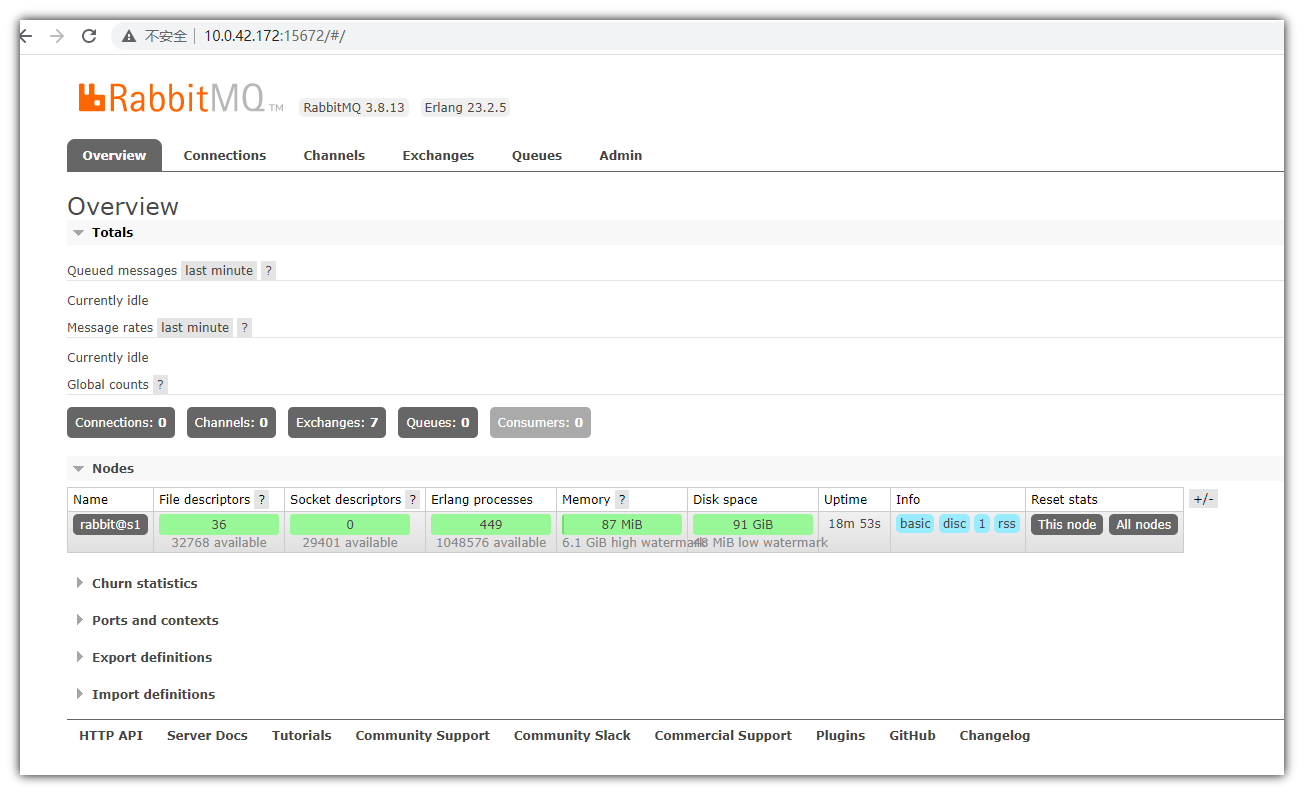 不安全 10.0.42.172:15672/#/
RabbitMQ TM RabbitMQ 3.8.13 Erlang 23.2.5
Overview Connections Channels Exchanges Queues Admin
Overview
Totals
Queued messages last minute ?
Currently idle
Message rates last minute ?
Currently idle
Global counts ?
Connections: 0 Channels: 0 Exchanges: 7 Queues: 0 Consumers: 0
Nodes
Name File descriptors ? Socket descriptors ? Erlang processes Memory ? Disk space Uptime Info Reset stats +/-
rabbit@s1 36 0 449 87 MiB 91 GiB 18m 53s basic disc 1 rss This node All nodes
32768 available 29401 available 1048576 available 6.1 GiB high watermark 48 MiB low watermark
Churn statistics
Ports and contexts
Export definitions
Import definitions
HTTP API Server Docs Tutorials Community Support Community Slack Commercial Support Plugins GitHub Changelog